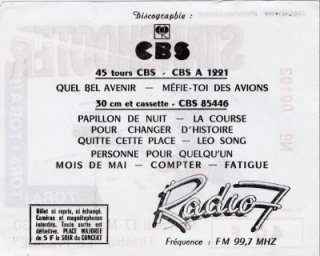 Discographie :
CBS
45 tours CBS - CBS A 1221
QUEL BEL AVENIR — MÉFIE-TOI DES AVIONS
30 cm et cassette - CBS 85446
PAPILLON DE NUIT — LA COURSE
POUR CHANGER D'HISTOIRE
QUITTE CETTE PLACE — LEO SONG
PERSONNE POUR QUELQU'UN
MOIS DE MAI — COMPTER — FATIGUE
Billet ni repris, ni échangé.
Caméras et magnétophones
interdits. Toute sortie est
définitive. PLACE MAJORÉE
de 5 F le SOIR du CONCERT
Radio 7
Fréquence : FM 99,7 MHZ